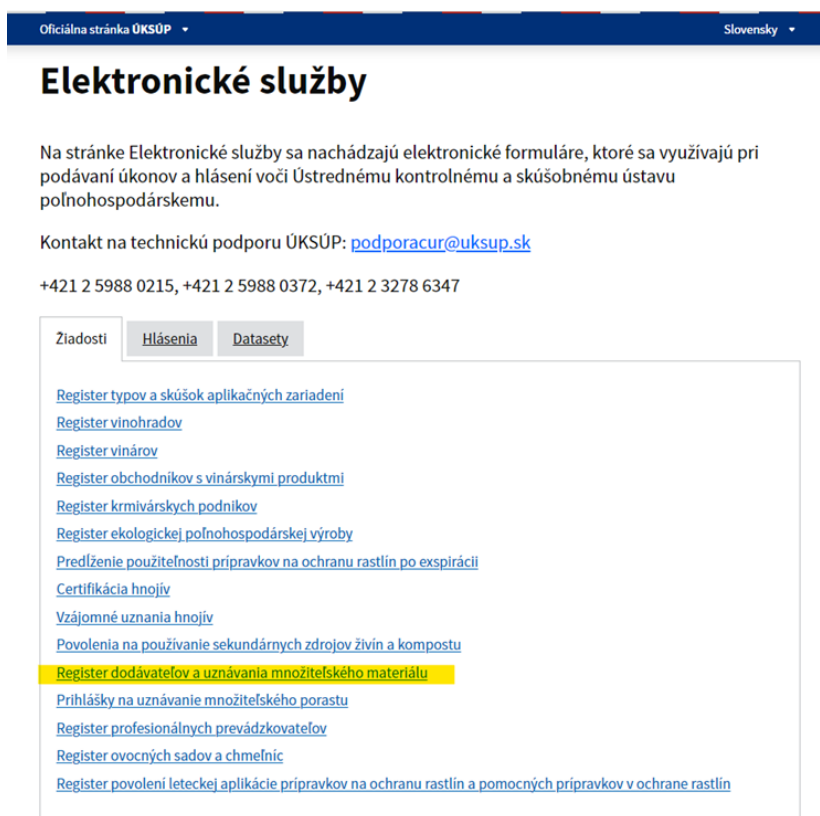 Oficiálna stránka ÚKSÚP
Slovensky
Elektronické služby
Na stránke Elektronické služby sa nachádzajú elektronické formuláre, ktoré sa využívajú pri
podávaní úkonov a hlásení voči Ústrednému kontrolnému a skúšobnému ústavu
poľnohospodárskemu.
Kontakt na technickú podporu ÚKSÚP: podporacur@uksup.sk
+421 2 5988 0215, +421 2 5988 0372, +421 2 3278 6347
Žiadosti
Hlásenia
Datasety
Register typov a skúšok aplikačných zariadení
Register vinohradov
Register vinárov
Register obchodníkov s vinárskymi produktmi
Register krmivárskych podnikov
Register ekologickej poľnohospodárskej výroby
Predĺženie použiteľnosti prípravkov na ochranu rastlín po exspirácii
Certifikácia hnojív
Vzájomné uznania hnojív
Povolenia na používanie sekundárnych zdrojov živín a kompostu
Register dodávateľov a uznávania množiteľského materiálu
Prihlášky na uznávanie množiteľského porastu
Register profesionálnych prevádzkovateľov
Register ovocných sadov a chmeľníc
Register povolení leteckej aplikácie prípravkov na ochranu rastlín a pomocných prípravkov v ochrane rastlín